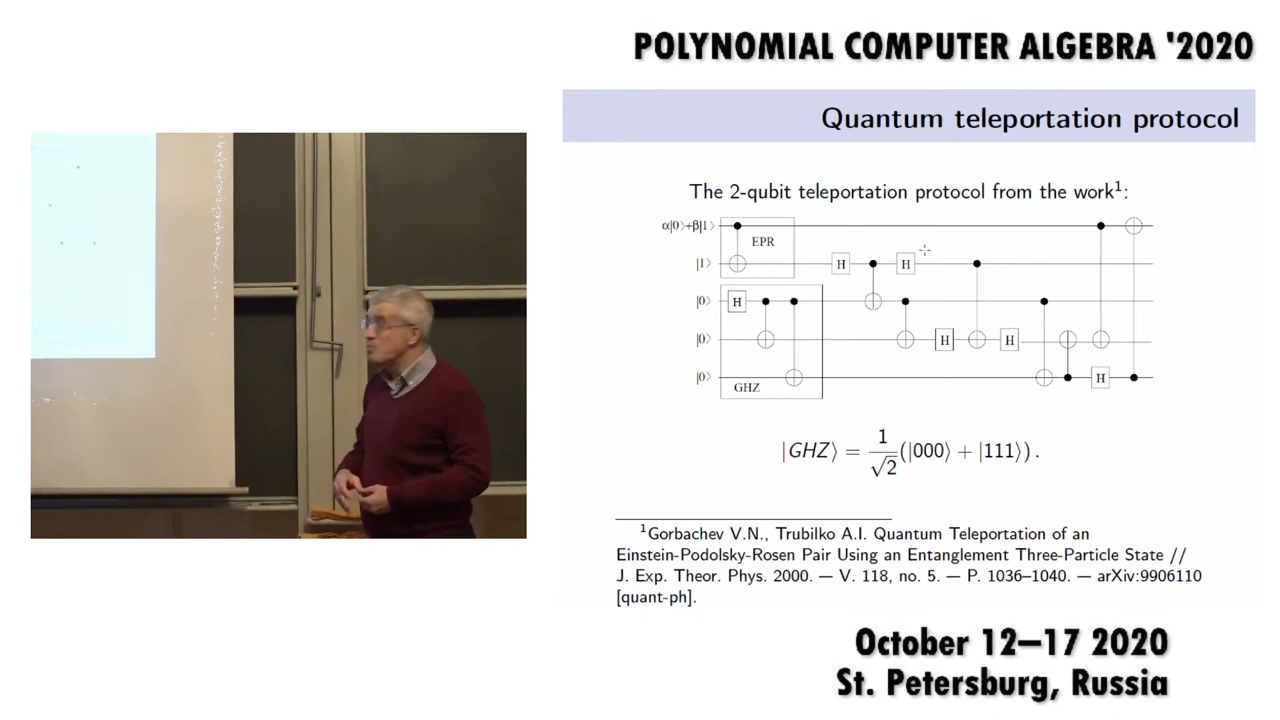 POLYNOMIAL COMPUTER ALGEBRA '2020
Quantum teleportation protocol
The 2-qubit teleportation protocol from the work¹:
α|0⟩+β|1⟩
EPR
|1⟩
H
H
|0⟩
H
|0⟩
H
H
|0⟩
GHZ
H
|GHZ⟩ = 1/√2 (|000⟩ + |111⟩) .
¹Gorbachev V.N., Trubilko A.I. Quantum Teleportation of an
Einstein-Podolsky-Rosen Pair Using an Entanglement Three-Particle State //
J. Exp. Theor. Phys. 2000. — V. 118, no. 5. — P. 1036–1040. — arXiv:9906110
[quant-ph].
October 12–17 2020
St. Petersburg, Russia